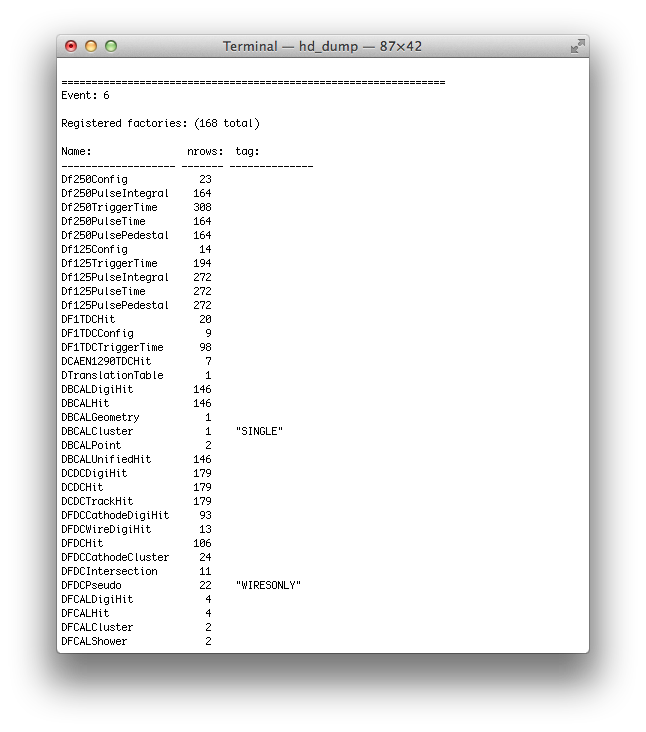 Terminal — hd_dump — 87×42
================================================================
Event: 6
Registered factories: (168 total)
Name:                nrows:  tag:
------------------- ------- --------------
Df250Config            23
Df250PulseIntegral    164
Df250TriggerTime      308
Df250PulseTime        164
Df250PulsePedestal    164
Df125Config            14
Df125TriggerTime      194
Df125PulseIntegral    272
Df125PulseTime        272
Df125PulsePedestal    272
DF1TDCHit              20
DF1TDCConfig            9
DF1TDCTriggerTime      98
DCAEN1290TDCHit         7
DTranslationTable       1
DBCALDigiHit          146
DBCALHit              146
DBCALGeometry           1
DBCALCluster            1    "SINGLE"
DBCALPoint              2
DBCALUnifiedHit       146
DCDCDigiHit           179
DCDCHit               179
DCDCTrackHit          179
DFDCCathodeDigiHit     93
DFDCWireDigiHit        13
DFDCHit               106
DFDCCathodeCluster     24
DFDCIntersection       11
DFDCPseudo             22    "WIRESONLY"
DFCALDigiHit            4
DFCALHit                4
DFCALCluster            2
DFCALShower             2